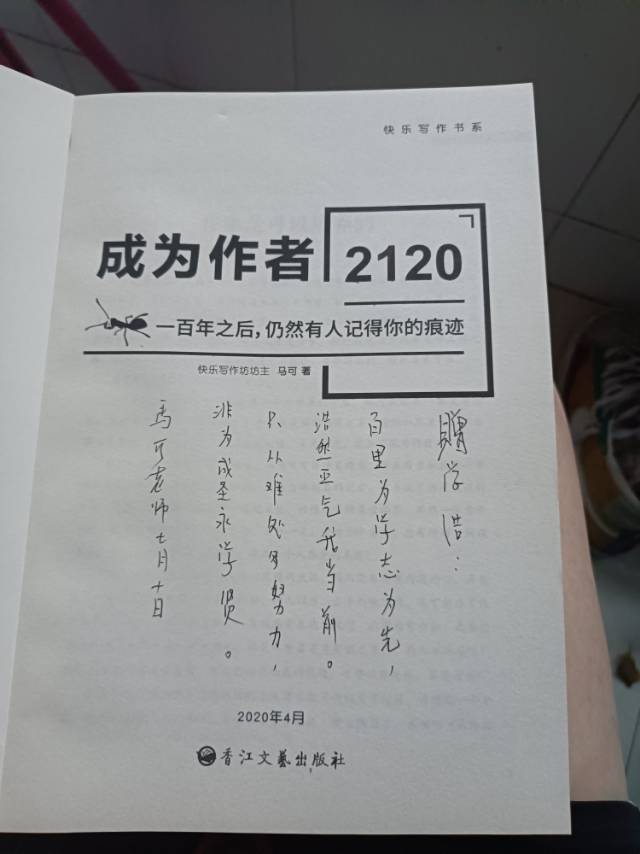 快乐写作书系
成为作者
2120
一百年之后，仍然有人记得你的痕迹
快乐写作坊坊主 马可 著
赠学浩：
百里为学志为先，
浩然正气我当前。
只从难处多努力，
非为成圣永学贤。
马可老师 七月十日
2020年4月
香江文艺出版社